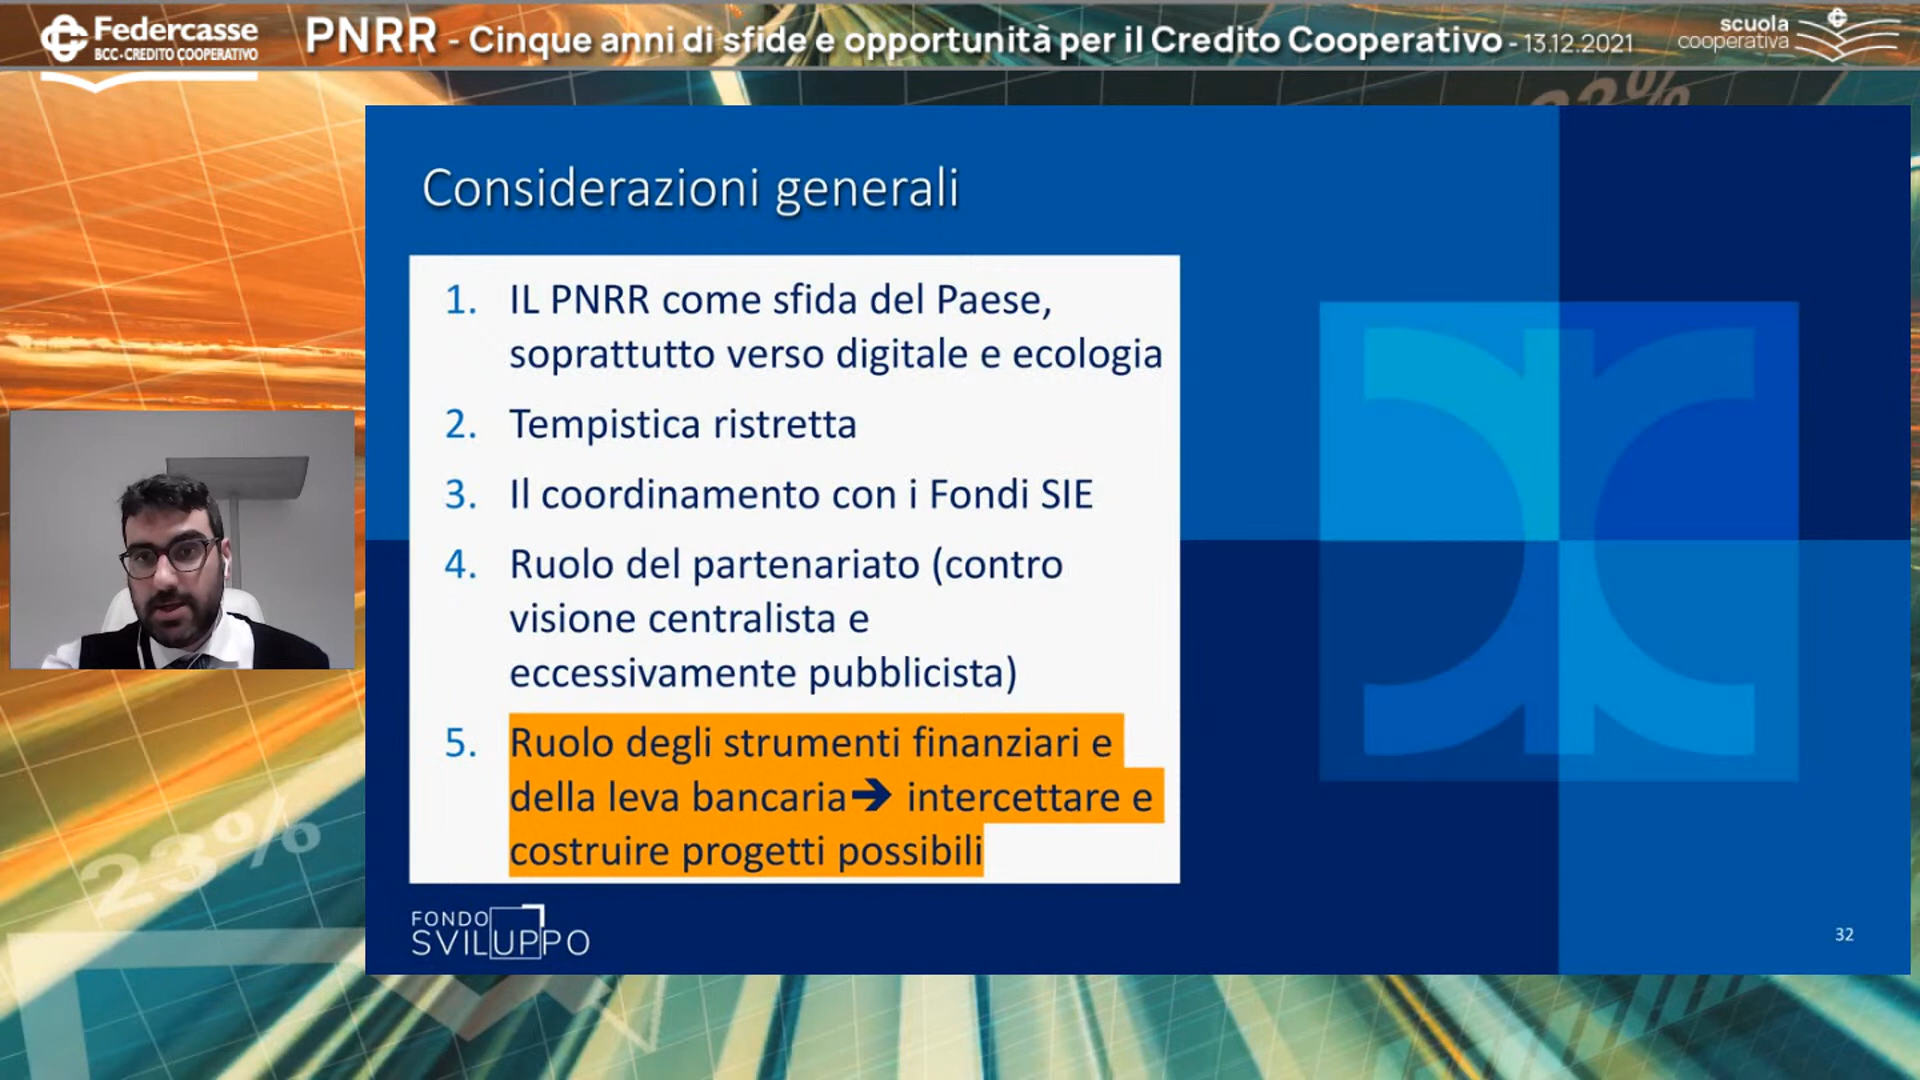 Federcasse
BCC-CREDITO COOPERATIVO
PNRR - Cinque anni di sfide e opportunità per il Credito Cooperativo - 13.12.2021
scuola
cooperativa
23%
Considerazioni generali
1. IL PNRR come sfida del Paese,
soprattutto verso digitale e ecologia
2. Tempistica ristretta
3. Il coordinamento con i Fondi SIE
4. Ruolo del partenariato (contro
visione centralista e
eccessivamente pubblicista)
5. Ruolo degli strumenti finanziari e
della leva bancaria➔ intercettare e
costruire progetti possibili
23%
FONDO
SVILUPPO
32